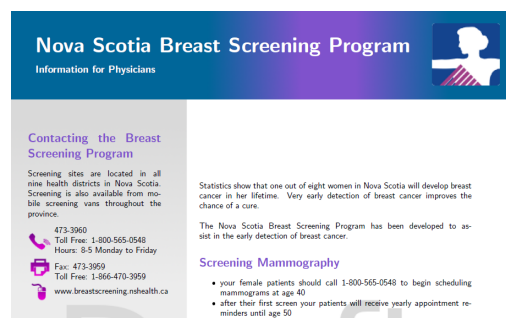 Nova Scotia Breast Screening Program
Information for Physicians
Contacting the Breast
Screening Program
Screening sites are located in all
nine health districts in Nova Scotia.
Screening is also available from mo-
bile screening vans throughout the
province.
473-3960
Toll Free: 1-800-565-0548
Hours: 8-5 Monday to Friday
Fax: 473-3959
Toll Free: 1-866-470-3959
www.breastscreening.nshealth.ca
Statistics show that one out of eight women in Nova Scotia will develop breast
cancer in her lifetime. Very early detection of breast cancer improves the
chance of a cure.
The Nova Scotia Breast Screening Program has been developed to as-
sist in the early detection of breast cancer.
Screening Mammography
• your female patients should call 1-800-565-0548 to begin scheduling
mammograms at age 40
• after their first screen your patients will receive yearly appointment re-
minders until age 50